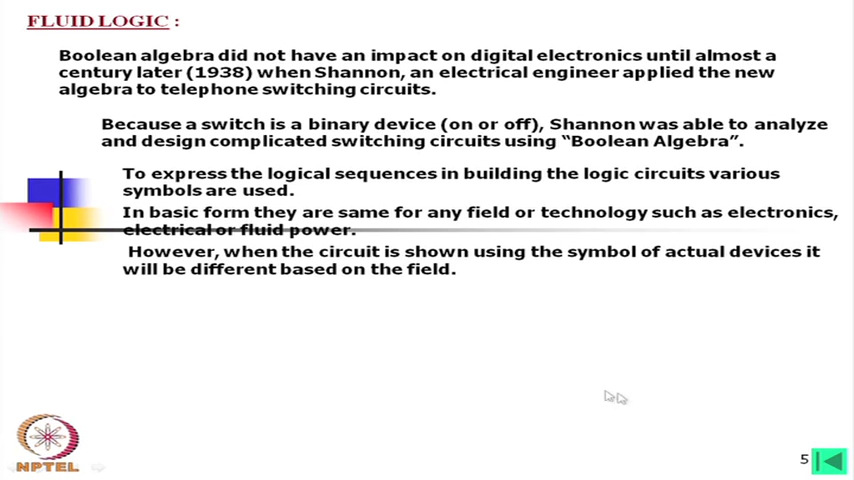 FLUID LOGIC :
Boolean algebra did not have an impact on digital electronics until almost a
century later (1938) when Shannon, an electrical engineer applied the new
algebra to telephone switching circuits.
Because a switch is a binary device (on or off), Shannon was able to analyze
and design complicated switching circuits using “Boolean Algebra”.
To express the logical sequences in building the logic circuits various
symbols are used.
In basic form they are same for any field or technology such as electronics,
electrical or fluid power.
However, when the circuit is shown using the symbol of actual devices it
will be different based on the field.
NPTEL
5